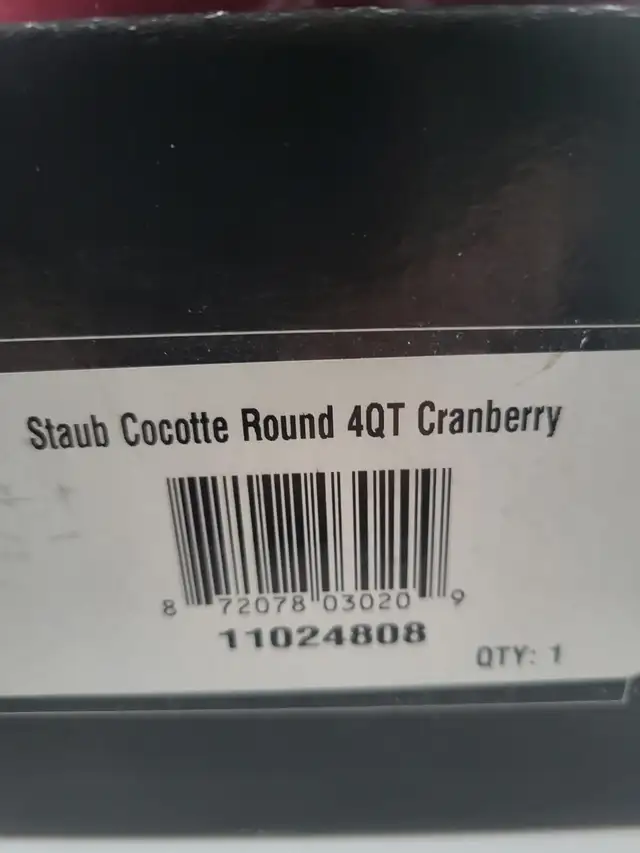 Staub Cocotte Round 4QT Cranberry
8 72078 03020 9
11024808
QTY: 1